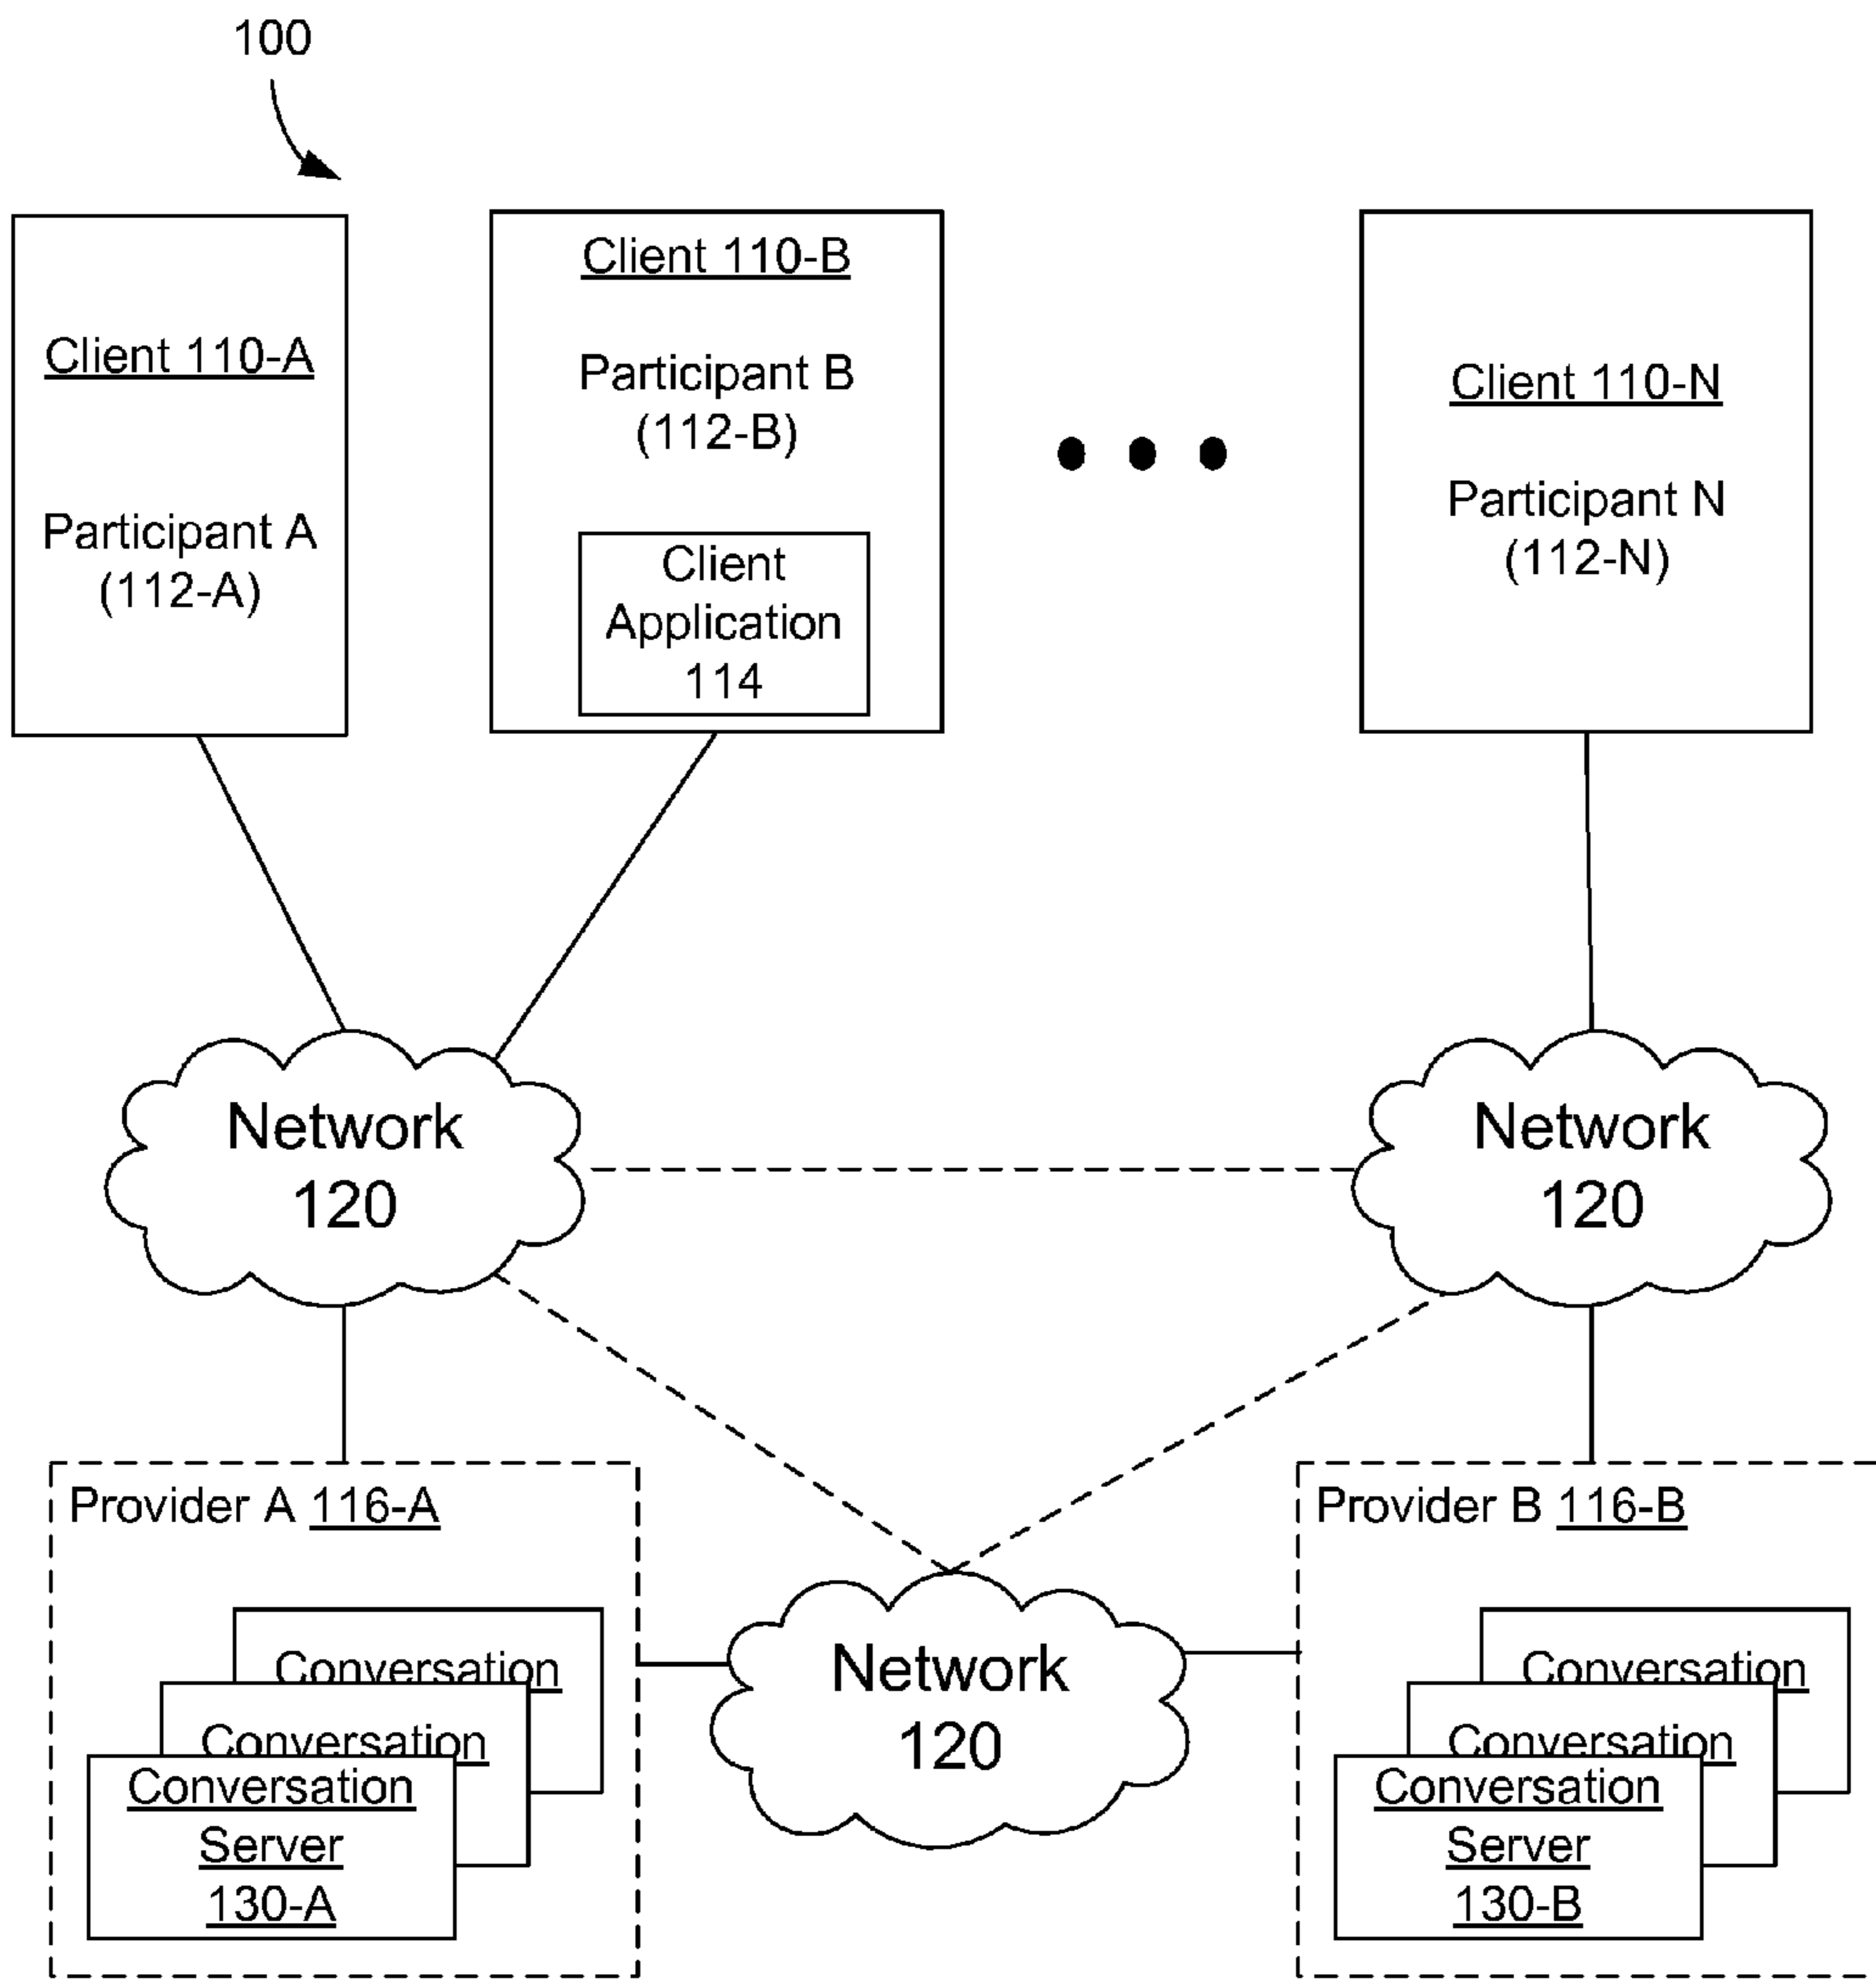 100
Client 110-A
Participant A
(112-A)
Client 110-B
Participant B
(112-B)
Client
Application
114
Client 110-N
Participant N
(112-N)
Network
120
Network
120
Provider A 116-A
Conversation
Conversation
Conversation
Server
130-A
Network
120
Provider B 116-B
Conversation
Conversation
Conversation
Server
130-B